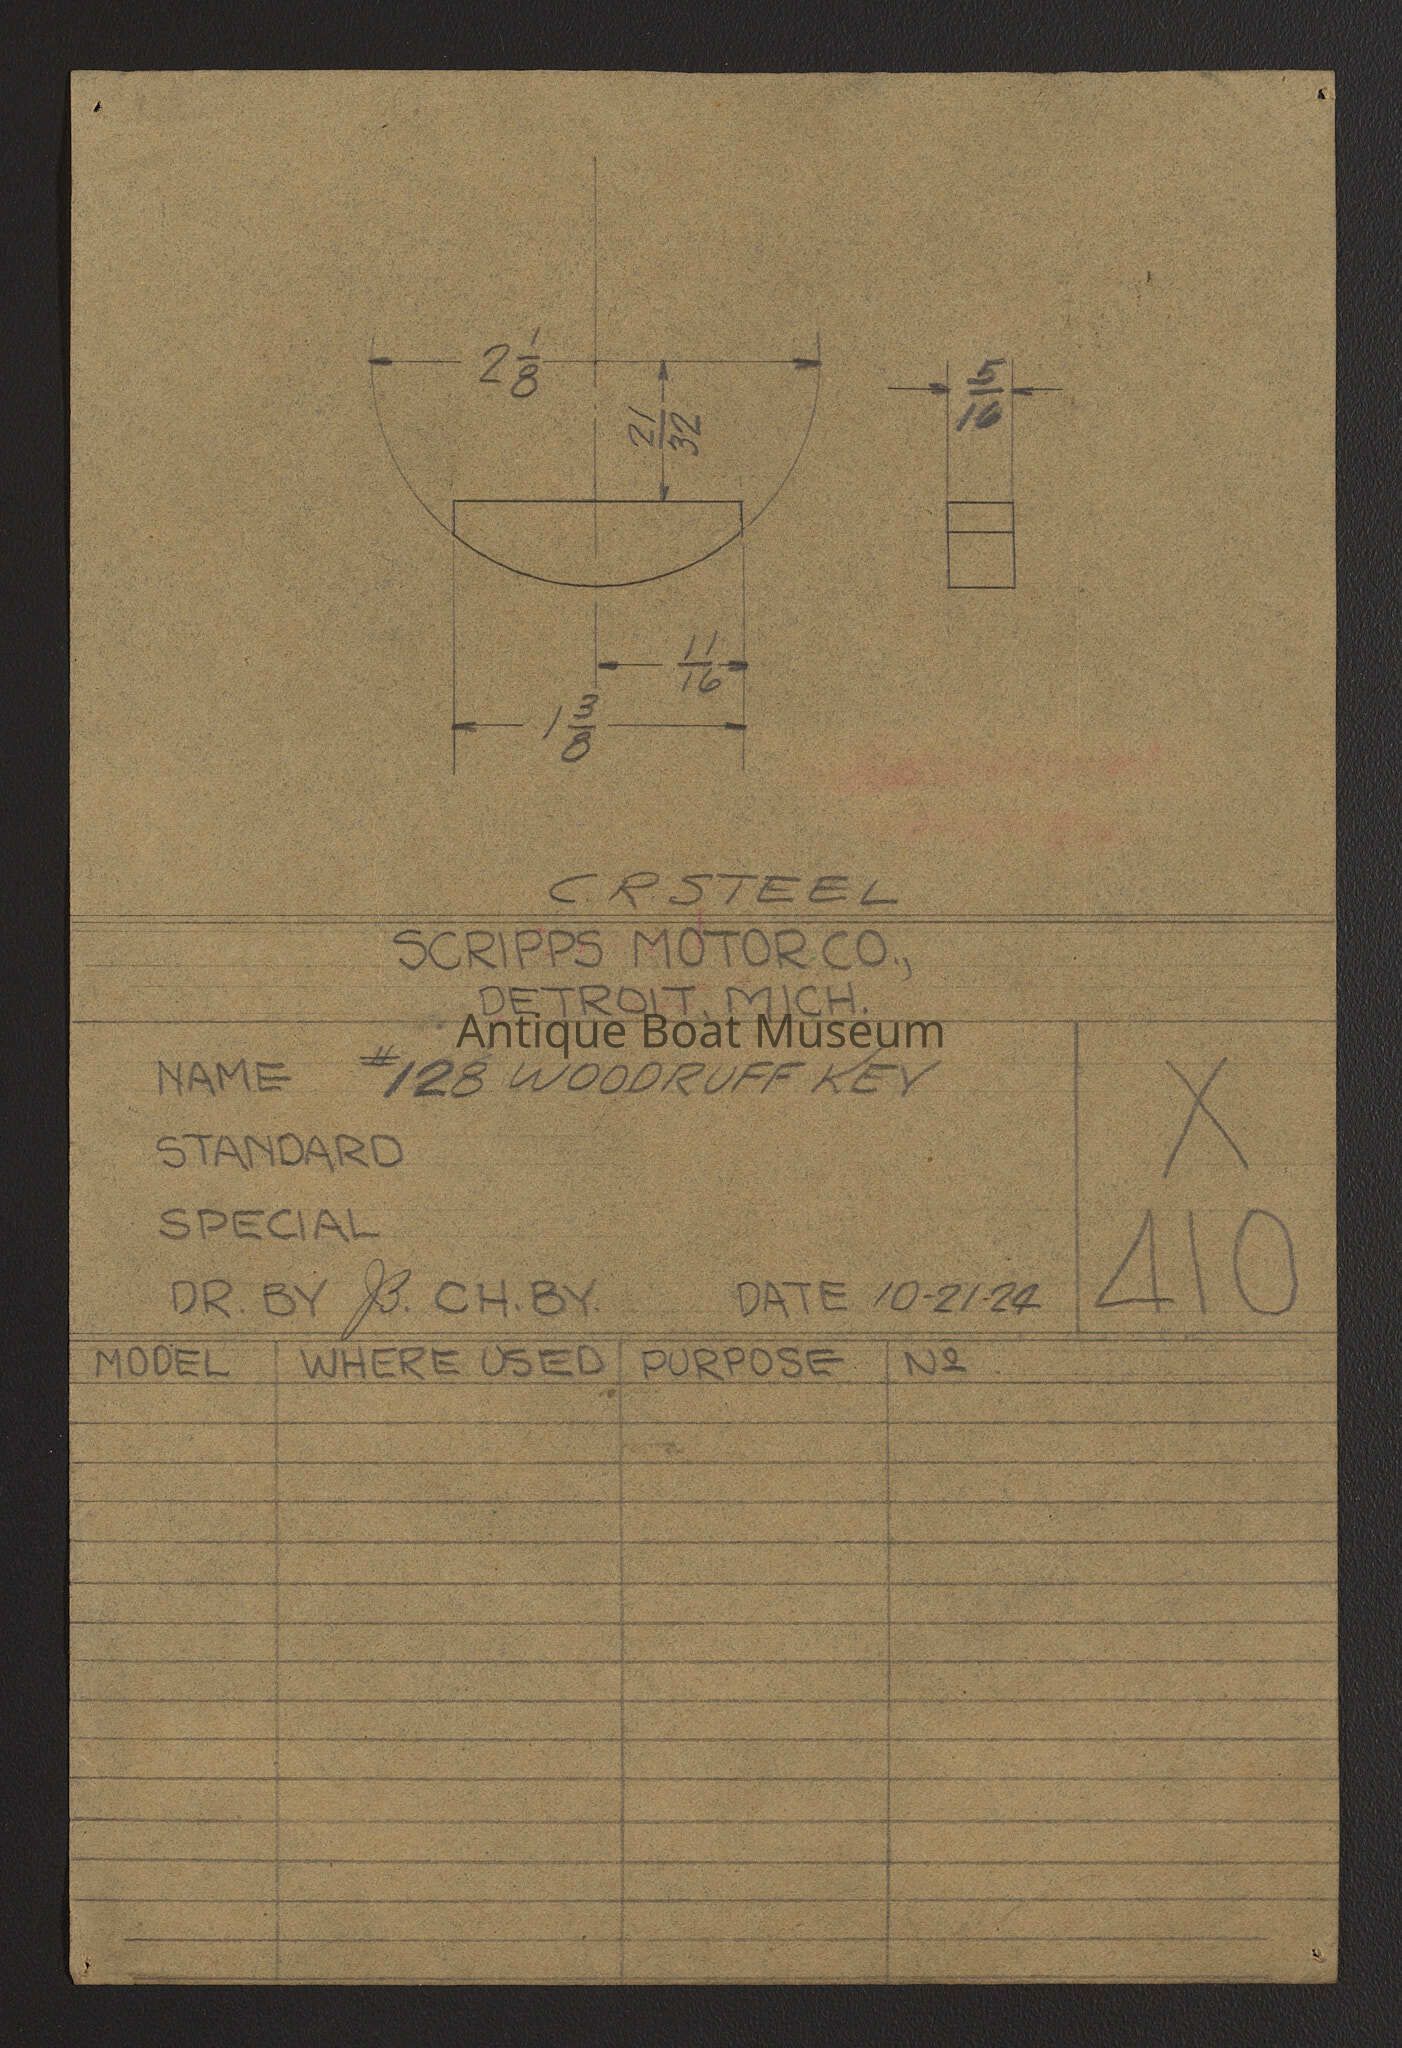 2 1/8
21/32
5/16
11/16
1 3/8
C.R. STEEL
SCRIPPS MOTOR CO.,
DETROIT, MICH.
Antique Boat Museum
NAME #128 WOODRUFF KEY
X
STANDARD
SPECIAL
410
DR. BY JB. CH. BY. DATE 10-21-24
MODEL WHERE USED PURPOSE Nº